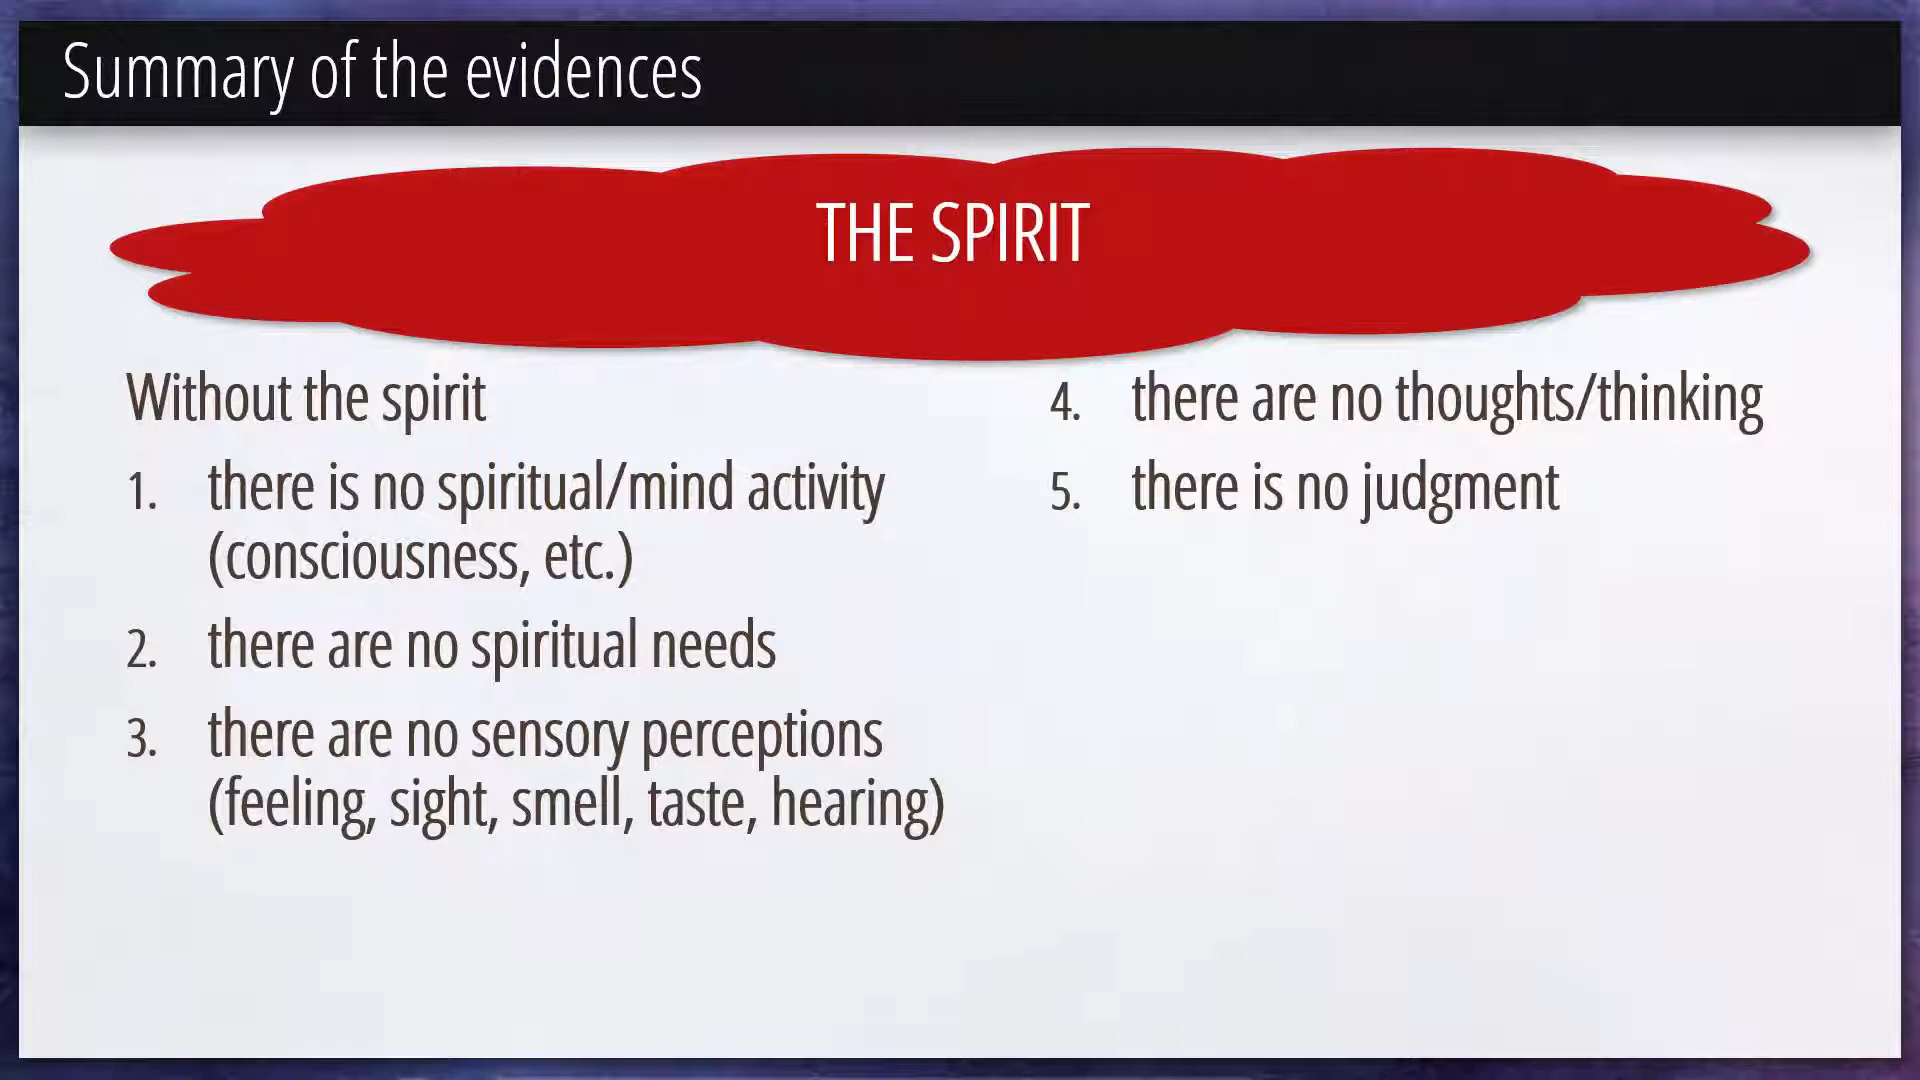 Summary of the evidences
THE SPIRIT
Without the spirit
1. there is no spiritual/mind activity
(consciousness, etc.)
2. there are no spiritual needs
3. there are no sensory perceptions
(feeling, sight, smell, taste, hearing)
4. there are no thoughts/thinking
5. there is no judgment